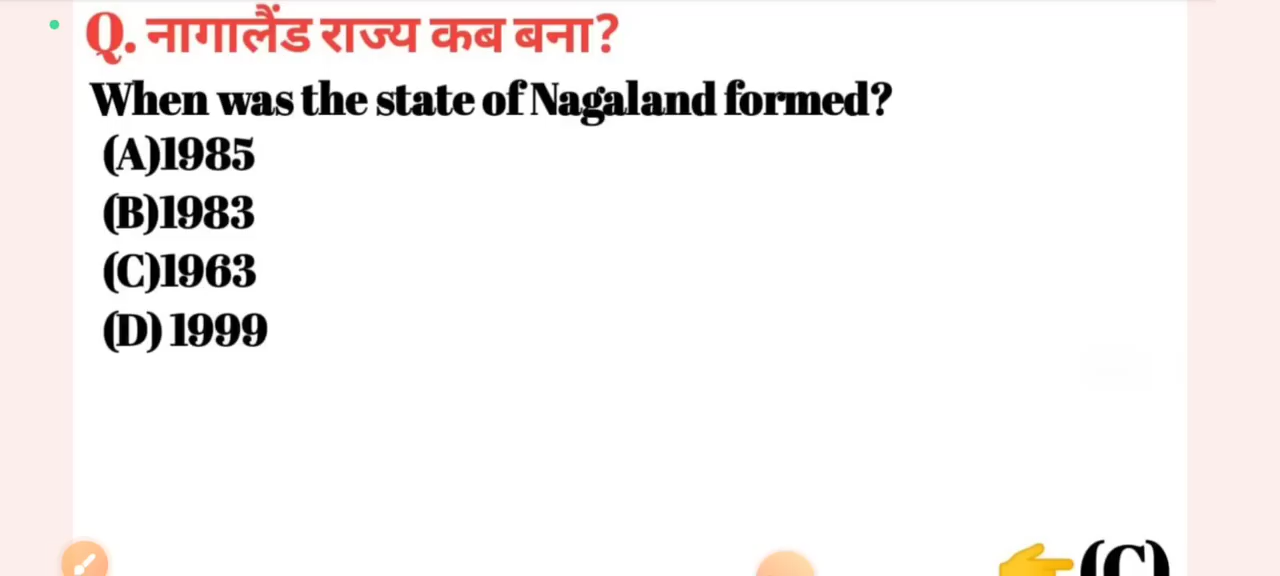 Q. नागालैंड राज्य कब बना?
When was the state of Nagaland formed?
(A)1985
(B)1983
(C)1963
(D) 1999
(C)